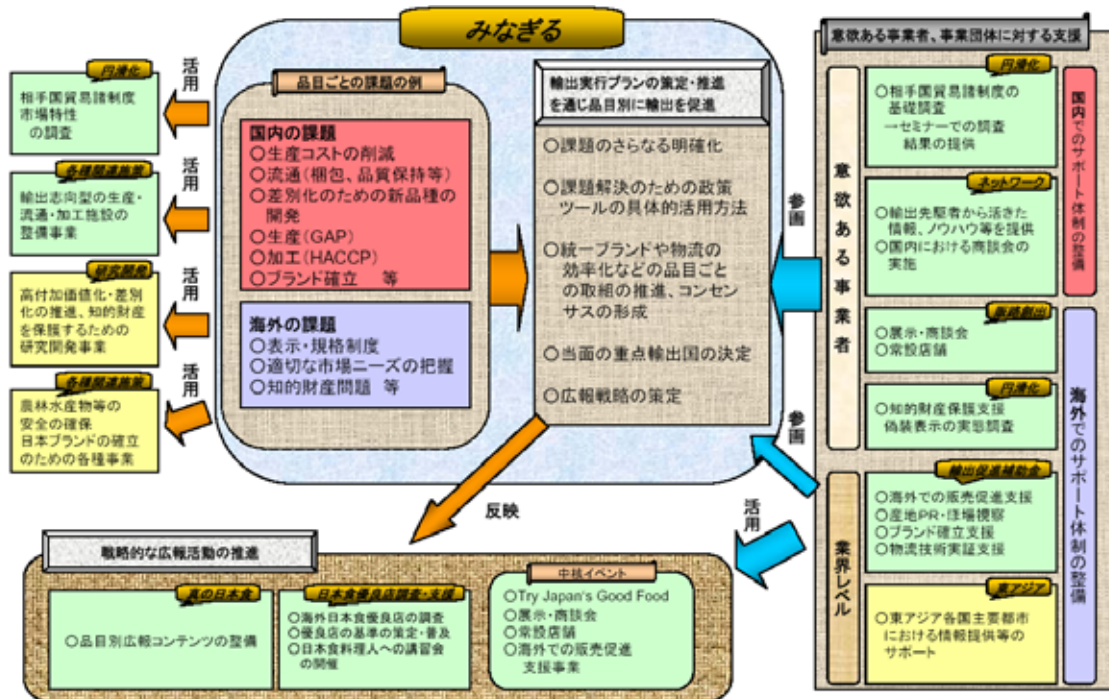 みなぎる
円滑化
相手国貿易諸制度
市場特性
の調査
活用
各種関連施策
輸出志向型の生産・
流通・加工施設の
整備事業
活用
研究開発
高付加価値化・差別
化の推進、知的財産
を保護するための
研究開発事業
活用
各種関連施策
農林水産物等の
安全の確保
日本ブランドの確立
のための各種事業
活用
品目ごとの課題の例
国内の課題
○生産コストの削減
○流通(梱包、品質保持等)
○差別化のための新品種の
開発
○生産(GAP)
○加工(HACCP)
○ブランド確立 等
海外の課題
○表示・規格制度
○適切な市場ニーズの把握
○知的財産問題 等
輸出実行プランの策定・推進
を通じ品目別に輸出を促進
○課題のさらなる明確化
○課題解決のための政策
ツールの具体的活用方法
○統一ブランドや物流の
効率化などの品目ごと
の取組の推進、コンセン
サスの形成
○当面の重点輸出国の決定
○広報戦略の策定
参画
参画
活用
反映
意欲ある事業者、事業団体に対する支援
意欲ある事業者
業界レベル
円滑化
○相手国貿易諸制度の
基礎調査
→セミナーでの調査
結果の提供
ネットワーク
○輸出先駆者から活きた
情報、ノウハウ等を提供
○国内における商談会の
実施
国内でのサポート体制の整備
販路創出
○展示・商談会
○常設店舗
円滑化
○知的財産保護支援
偽装表示の実態調査
輸出促進補助金
○海外での販売促進支援
○産地PR・ほ場視察
○ブランド確立支援
○物流技術実証支援
東アジア
○東アジア各国主要都市
における情報提供等の
サポート
海外でのサポート体制の整備
戦略的な広報活動の推進
真の日本食
○品目別広報コンテンツの整備
日本食優良店調査・支援
○海外日本食優良店の調査
○優良店の基準の策定・普及
○日本食料理人への講習会
の開催
中核イベント
○Try Japan's Good Food
○展示・商談会
○常設店舗
○海外での販売促進
支援事業